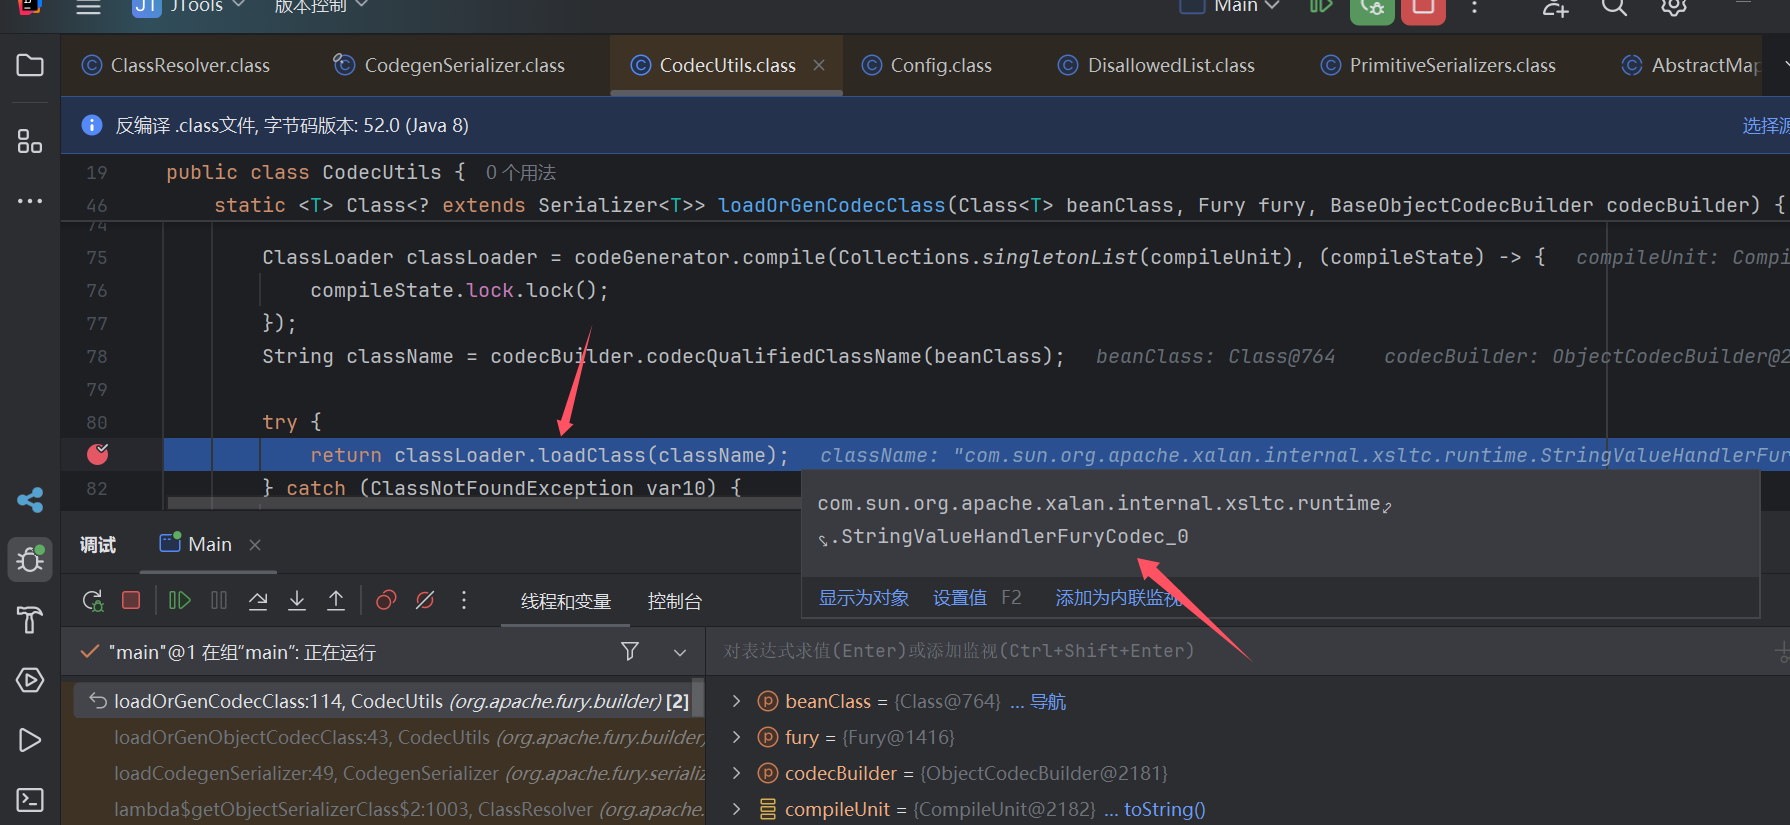 JT JTools 版本控制 Main
ClassResolver.class CodegenSerializer.class CodecUtils.class Config.class DisallowedList.class PrimitiveSerializers.class AbstractMap
反编译 .class文件, 字节码版本: 52.0 (Java 8) 选择源
19 public class CodecUtils { 0 个用法
46 static <T> Class<? extends Serializer<T>> loadOrGenCodecClass(Class<T> beanClass, Fury fury, BaseObjectCodecBuilder codecBuilder) {
74
75 ClassLoader classLoader = codeGenerator.compile(Collections.singletonList(compileUnit), (compileState) -> { compileUnit: Compi
76 compileState.lock.lock();
77 });
78 String className = codecBuilder.codecQualifiedClassName(beanClass); beanClass: Class@764 codecBuilder: ObjectCodecBuilder@2
79
80 try {
return classLoader.loadClass(className); className: "com.sun.org.apache.xalan.internal.xsltc.runtime.StringValueHandlerFur
82 } catch (ClassNotFoundException var10) {
com.sun.org.apache.xalan.internal.xsltc.runtime
.StringValueHandlerFuryCodec_0
显示为对象 设置值 F2 添加为内联监视
调试 Main
线程和变量 控制台
"main"@1 在组"main": 正在运行
对表达式求值(Enter)或添加监视(Ctrl+Shift+Enter)
loadOrGenCodecClass:114, CodecUtils (org.apache.fury.builder) [2]
loadOrGenObjectCodecClass:43, CodecUtils (org.apache.fury.builder)
loadCodegenSerializer:49, CodegenSerializer (org.apache.fury.serializ
lambda$getObjectSerializerClass$2:1003, ClassResolver (org.apache.
beanClass = {Class@764} ... 导航
fury = {Fury@1416}
codecBuilder = {ObjectCodecBuilder@2181}
compileUnit = {CompileUnit@2182} ... toString()